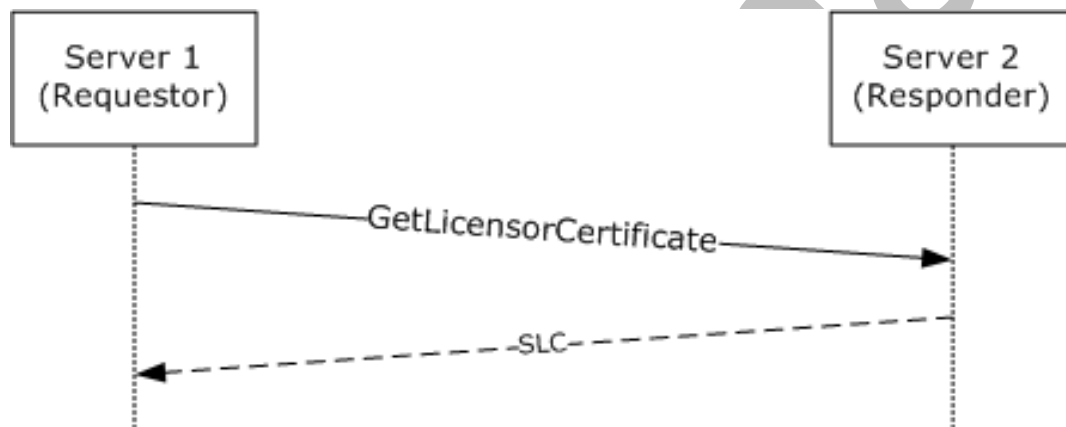 Server 1
(Requestor)
Server 2
(Responder)
GetLicensorCertificate
SLC